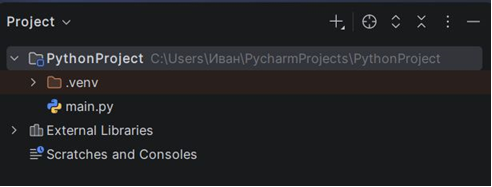 Project
PythonProject C:\Users\Иван\PycharmProjects\PythonProject
.venv
main.py
External Libraries
Scratches and Consoles